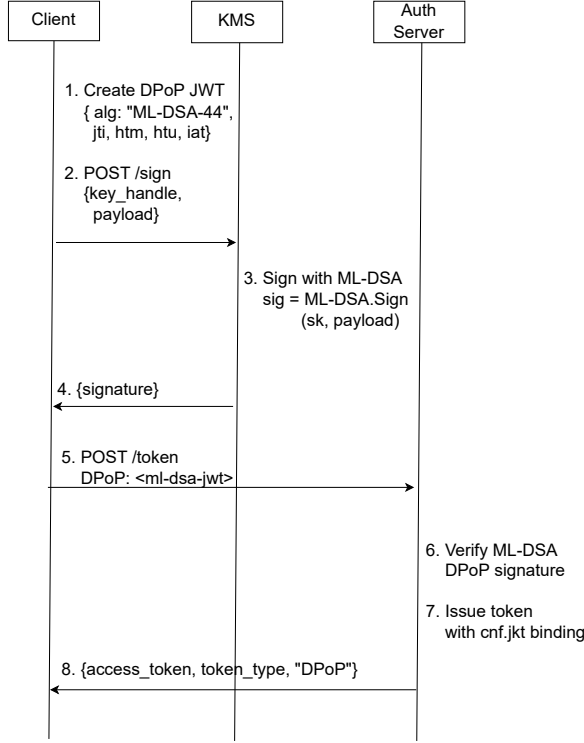 Client
KMS
Auth
Server
1. Create DPoP JWT
{ alg: "ML-DSA-44",
jti, htm, htu, iat}
2. POST /sign
{key_handle,
payload}
3. Sign with ML-DSA
sig = ML-DSA.Sign
(sk, payload)
4. {signature}
5. POST /token
DPoP: <ml-dsa-jwt>
6. Verify ML-DSA
DPoP signature
7. Issue token
with cnf.jkt binding
8. {access_token, token_type, "DPoP"}